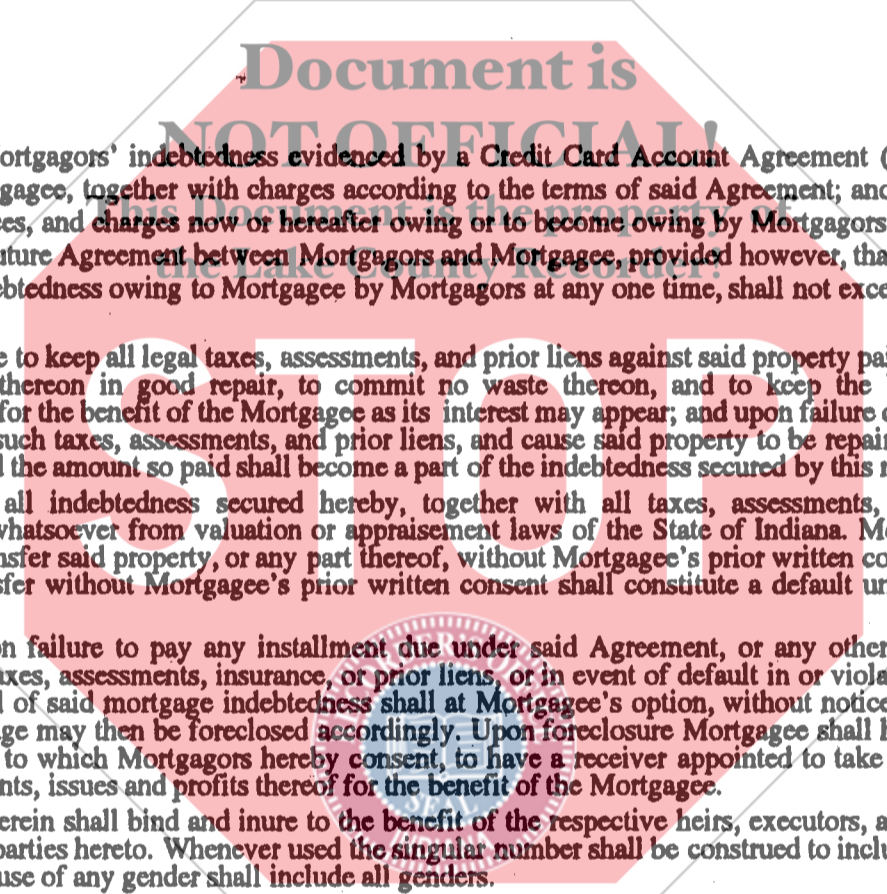 Document is
NOT OFFICIAL!
This Document is the property of
the Lake County Recorder!
STOP
ortgagors' indebtedness evidenced by a Credit Card Account Agreement (
gagee, together with charges according to the terms of said Agreement; and
es, and charges now or hereafter owing or to become owing by Mortgagors
uture Agreement between Mortgagors and Mortgagee, provided however, tha
ebtedness owing to Mortgagee by Mortgagors at any one time, shall not exce
e to keep all legal taxes, assessments, and prior liens against said property pai
thereon in good repair, to commit no waste thereon, and to keep the
for the benefit of the Mortgagee as its interest may appear; and upon failure
such taxes, assessments, and prior liens, and cause said property to be repair
d the amount so paid shall become a part of the indebtedness secured by this
all indebtedness secured hereby, together with all taxes, assessments,
whatsoever from valuation or appraisement laws of the State of Indiana. Mo
nsfer said property, or any part thereof, without Mortgagee's prior written co
sfer without Mortgagee's prior written consent shall constitute a default un
on failure to pay any installment due under said Agreement, or any other
axes, assessments, insurance, or prior liens, or in event of default in or viola
l of said mortgage indebtedness shall at Mortgagee's option, without notice
ge may then be foreclosed accordingly. Upon foreclosure Mortgagee shall h
to which Mortgagors hereby consent, to have a receiver appointed to take
nts, issues and profits thereof for the benefit of the Mortgagee.
erein shall bind and inure to the benefit of the respective heirs, executors, a
parties hereto. Whenever used the singular number shall be construed to inclu
use of any gender shall include all genders.
SEAL